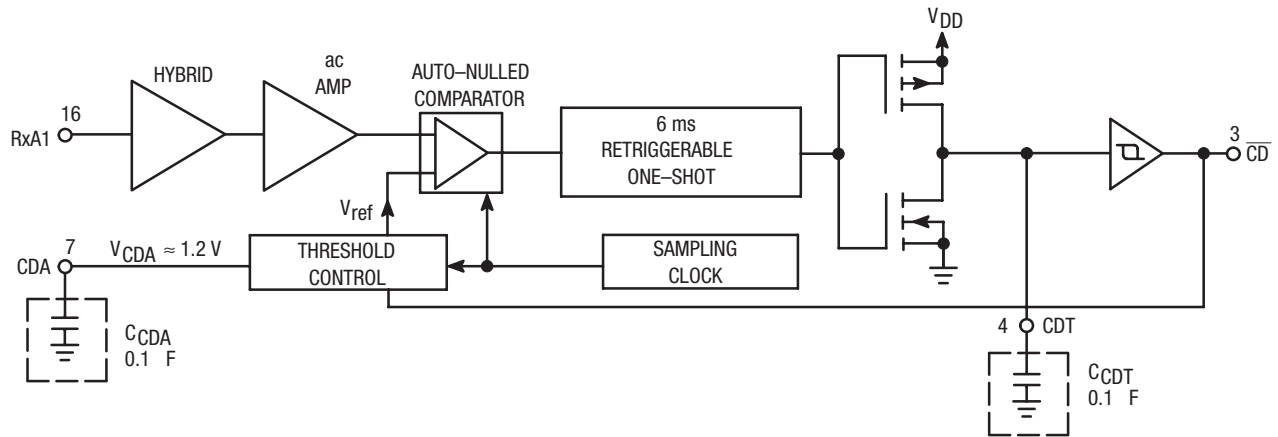 V DD
HYBRID
ac
AMP
AUTO–NULLED
COMPARATOR
16
RxA1
6 ms
RETRIGGERABLE
ONE–SHOT
3
CD
Vref
7
CDA
VCDA ≈ 1.2 V
THRESHOLD
CONTROL
SAMPLING
CLOCK
4
CDT
CCDA
0.1 F
CCDT
0.1 F